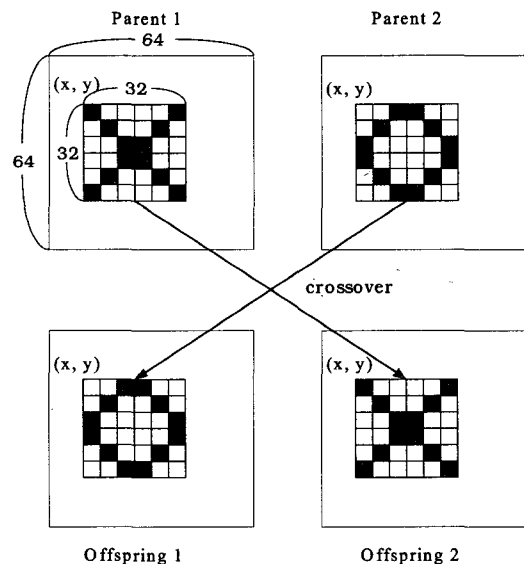 Parent 1
Parent 2
64
(x, y)
32
(x, y)
32
64
crossover
(x, y)
(x, y)
Offspring 1
Offspring 2